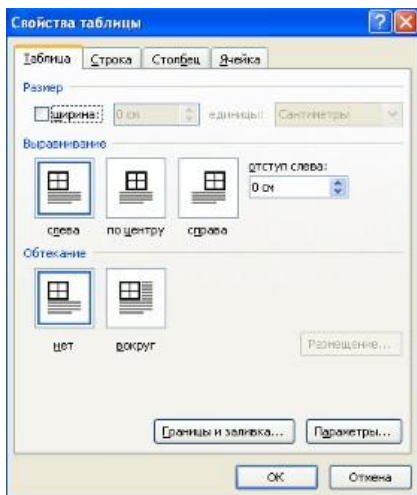 Свойства таблицы
Таблица Строка Столбец Ячейка
Размер
ширина: 0 см единицы: Сантиметры
Выравнивание
отступ слева:
0 см
слева по центру справа
Обтекание
нет вокруг
Размещение...
Границы и заливка... Параметры...
ОК Отмена